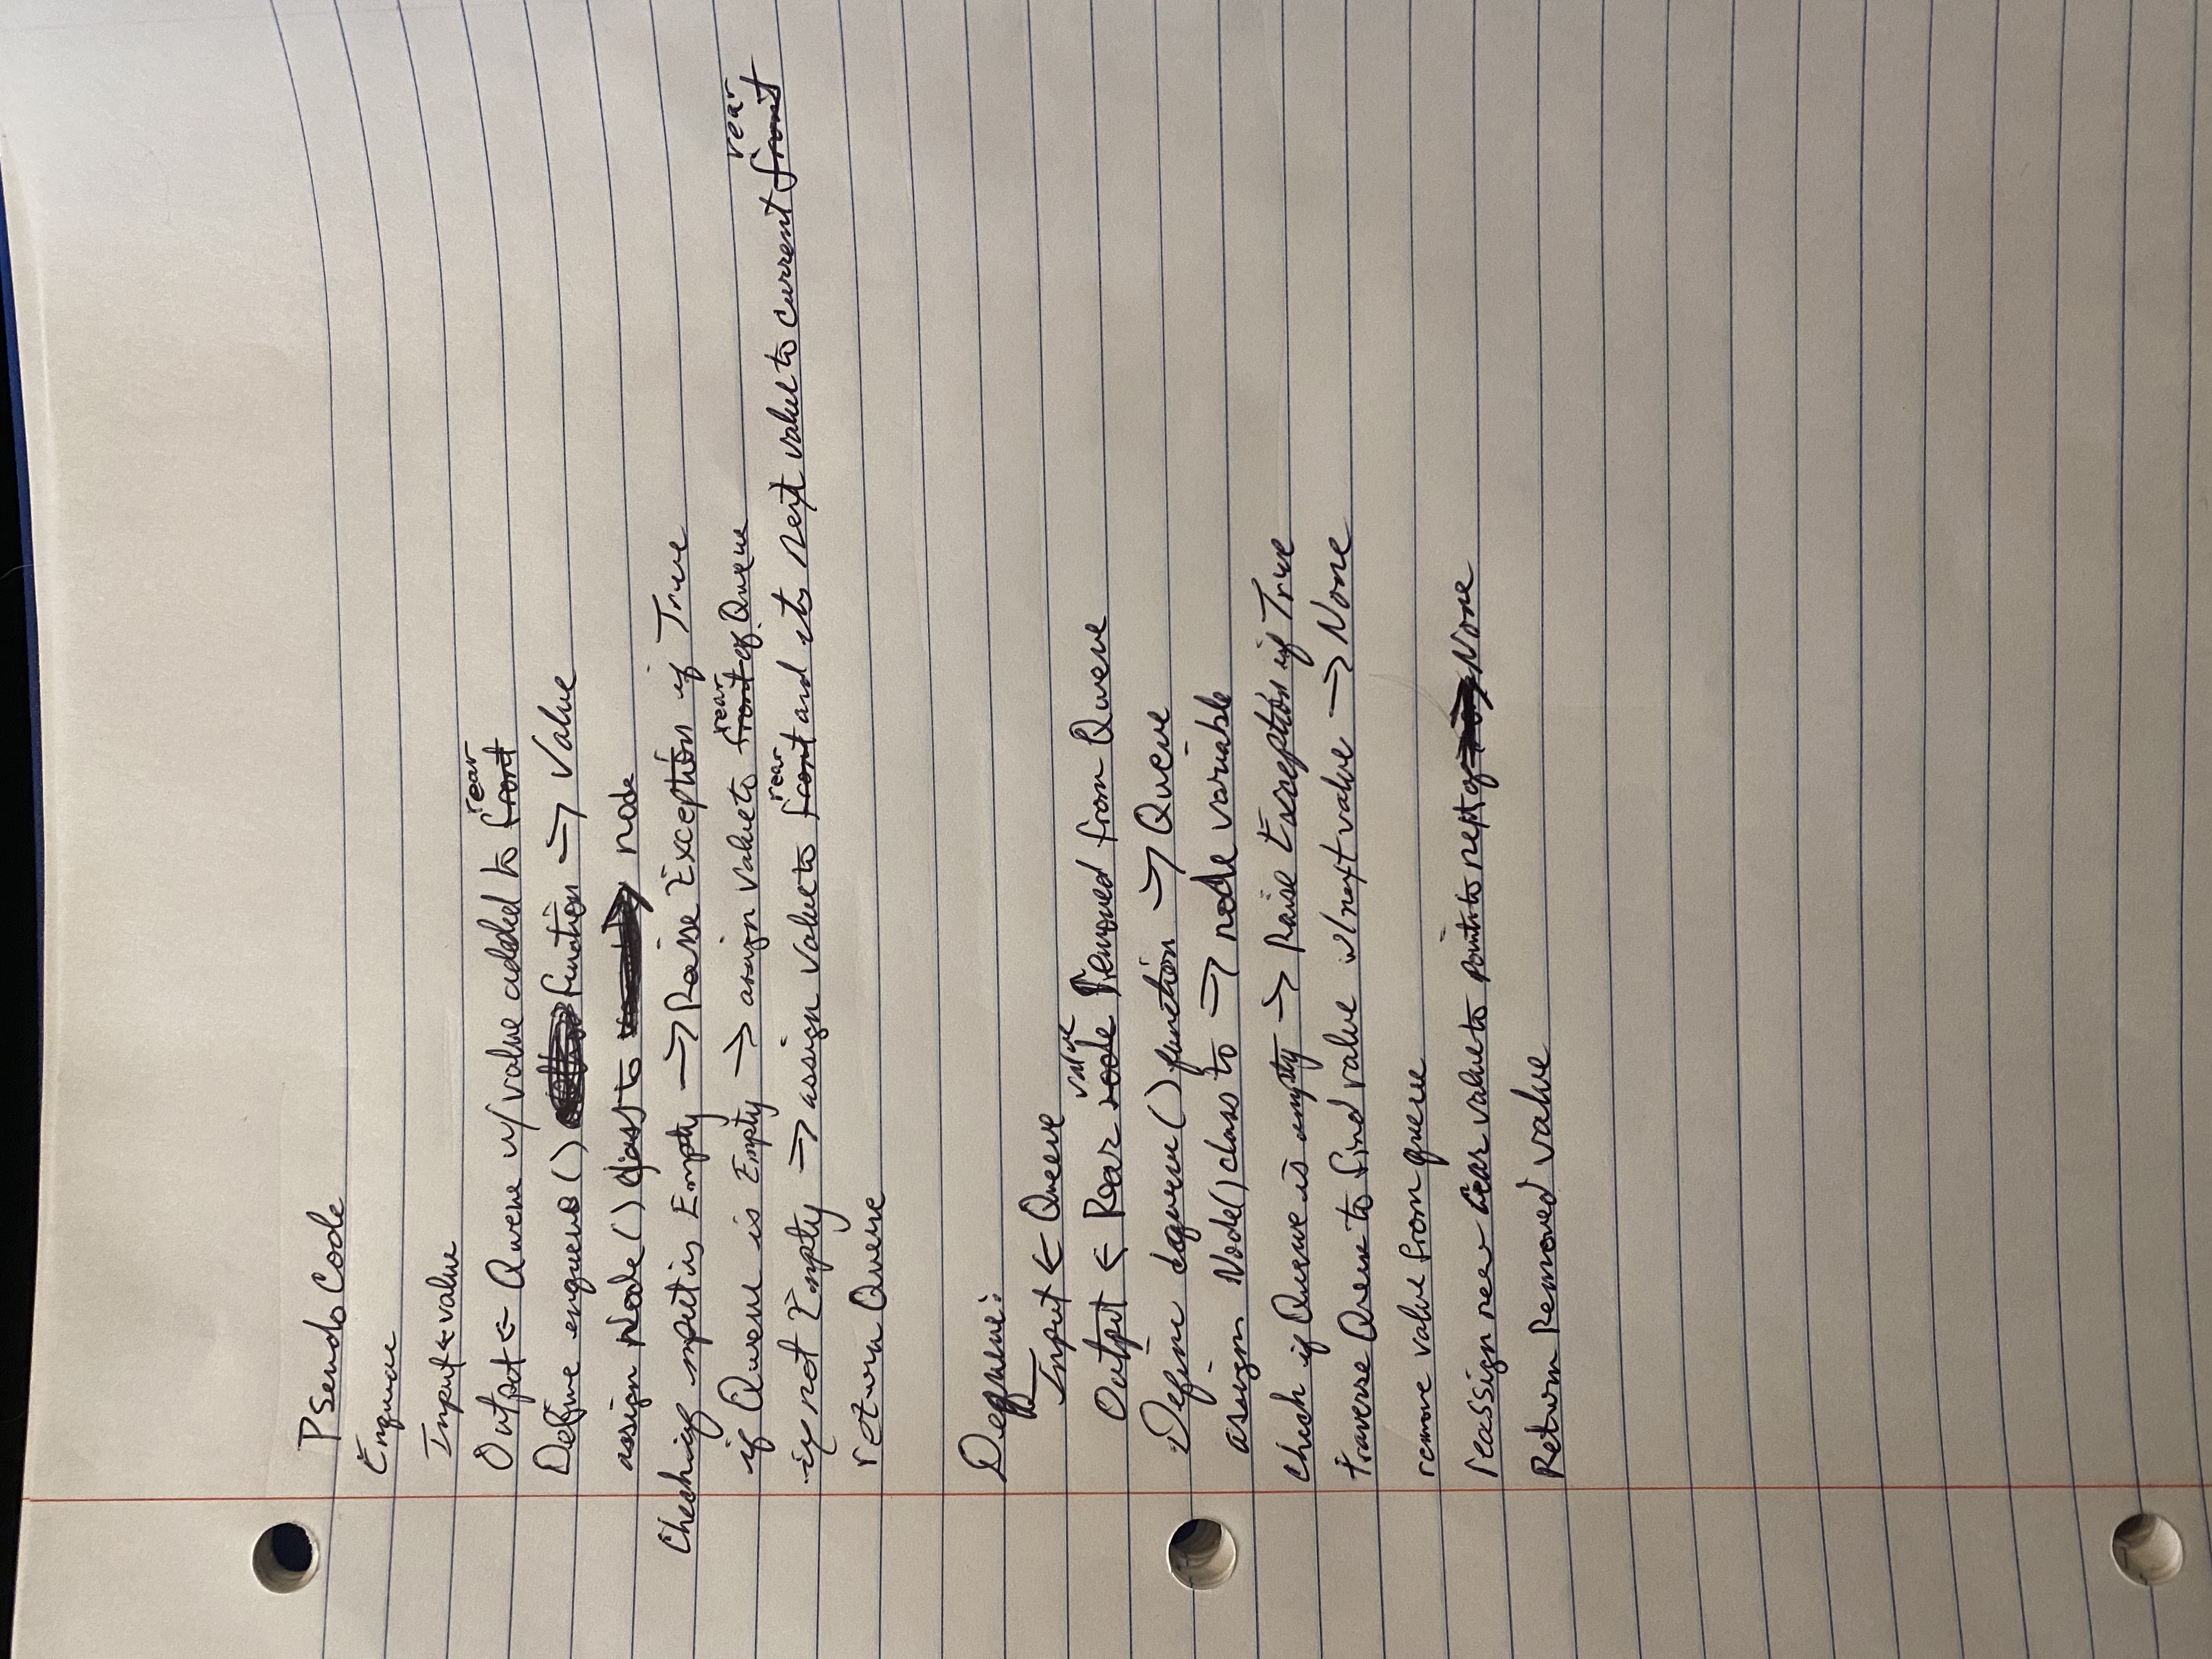 PSeudo Code
Enqueue
Input ← value
rear
Output ← Queue w/ value added to front
Define enqueue () function → Value
assign Node () class to node
Check if input is Empty → Raise Exception if True
rear
if Queue is Empty → assign value to front of Queue
rear rear
if not Empty → assign value to front and its next value to current front
return Queue
Dequeue:
Input ← Queue
value
Output ← Rear node Removed from Queue
Define dequeue () function → Queue
assign Node() class to → node variable
Check if Queue is empty → Raise Exception if True
traverse Queue to find value w/ next value → None
remove value from queue
reassign new rear value to point to next of None
Return Removed value